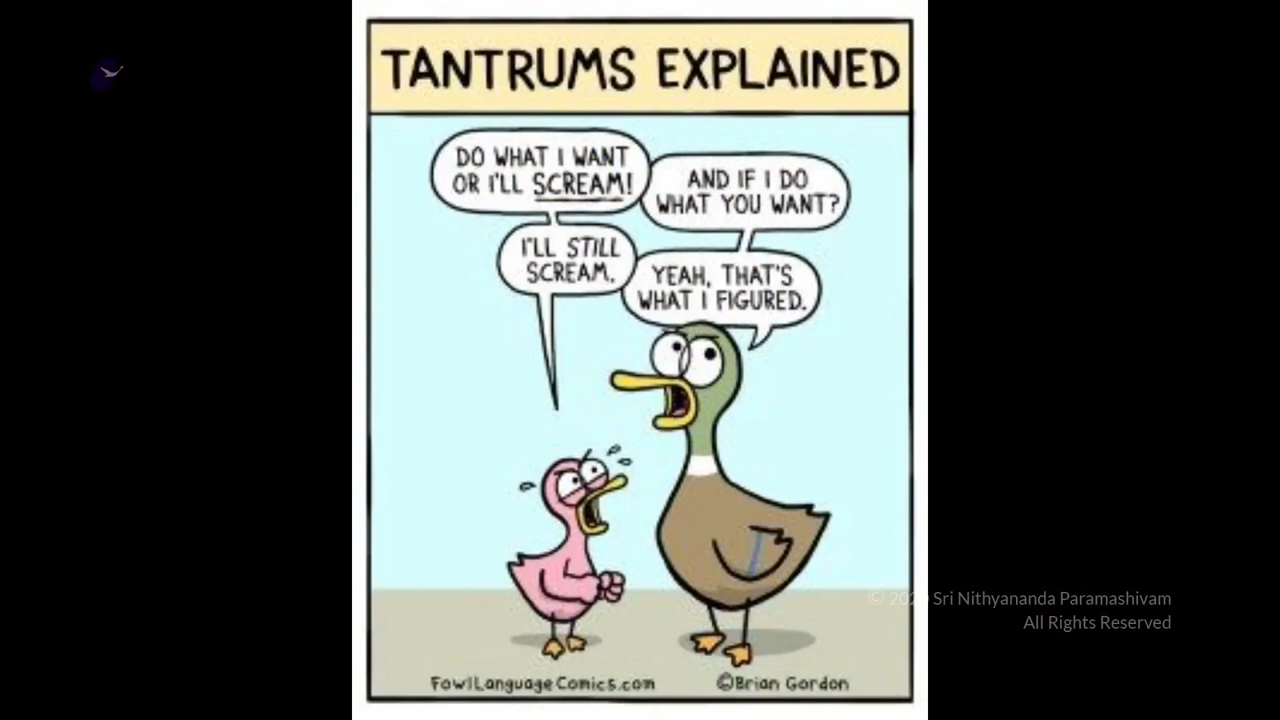 TANTRUMS EXPLAINED
DO WHAT I WANT
OR I'LL SCREAM!
AND IF I DO
WHAT YOU WANT?
I'LL STILL
SCREAM.
YEAH, THAT'S
WHAT I FIGURED.
© Sri Nithyananda Paramashivam
All Rights Reserved
FowlLanguageComics.com
©Brian Gordon